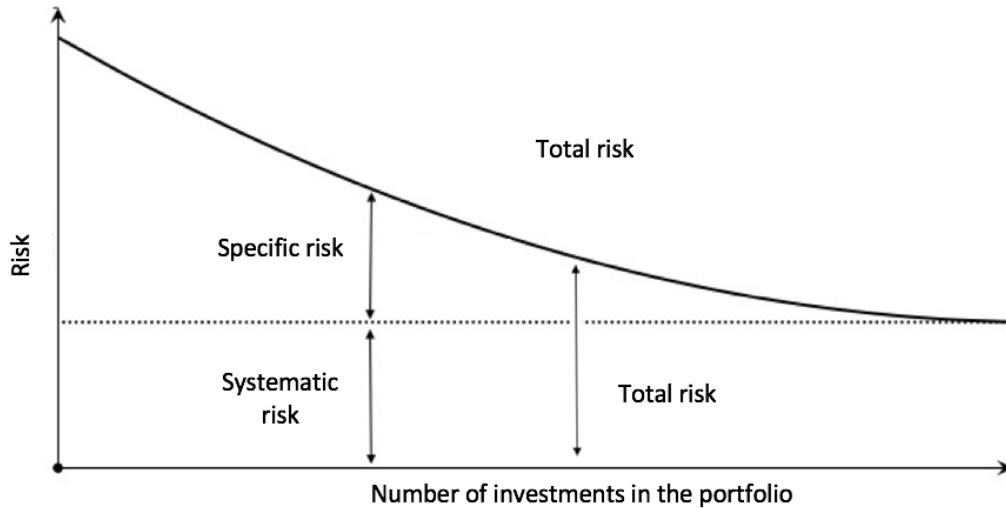 Total risk
Specific risk
Risk
Systematic
risk
Total risk
Number of investments in the portfolio